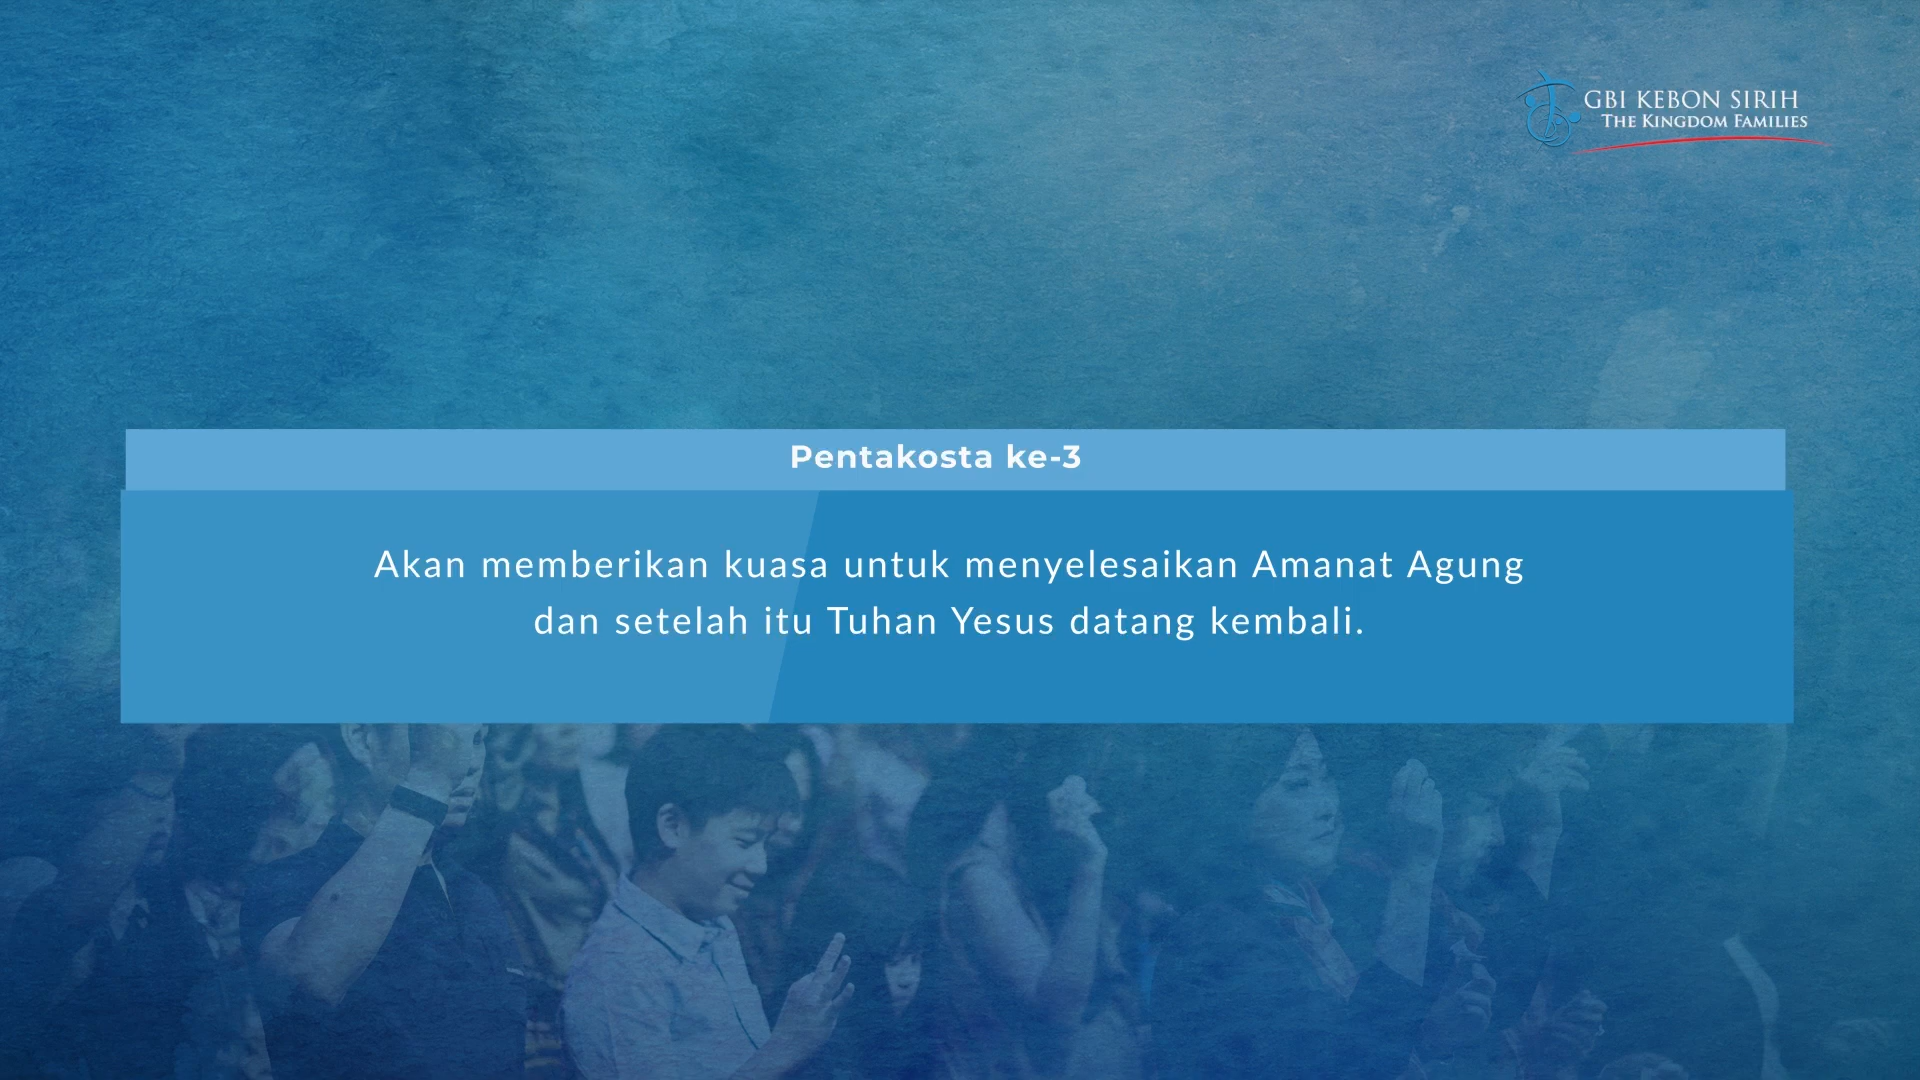 GBI KEBON SIRIH
THE KINGDOM FAMILIES
Pentakosta ke-3
Akan memberikan kuasa untuk menyelesaikan Amanat Agung
dan setelah itu Tuhan Yesus datang kembali.